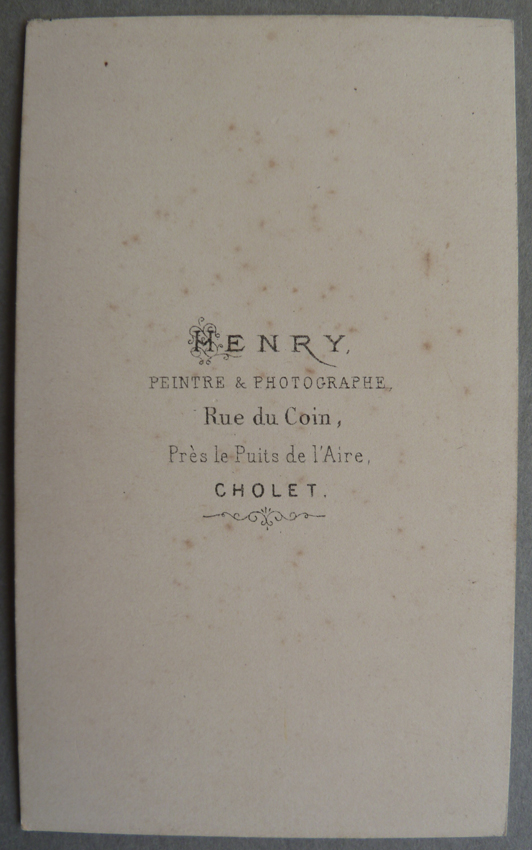 HENRY,
PEINTRE & PHOTOGRAPHE,
Rue du Coin,
Près le Puits de l'Aire,
CHOLET.